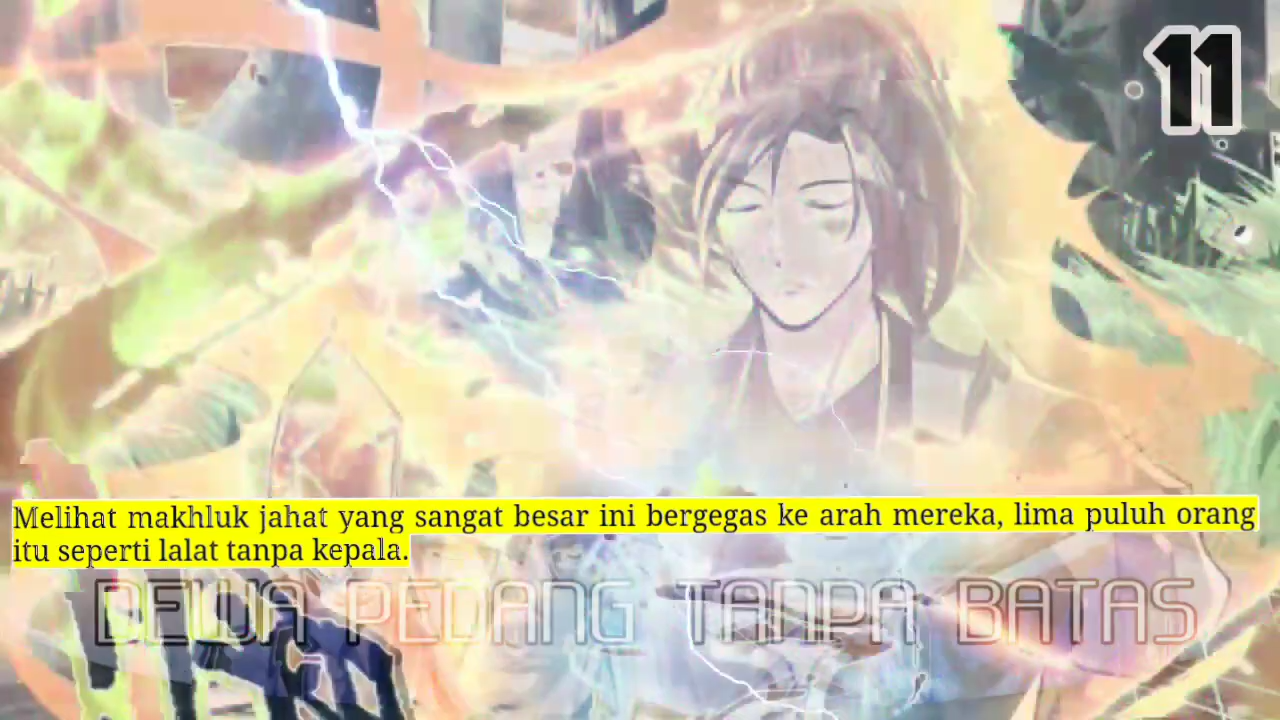 11
Melihat makhluk jahat yang sangat besar ini bergegas ke arah mereka, lima puluh orang
itu seperti lalat tanpa kepala.
DEWA PEDANG TANPA BATAS